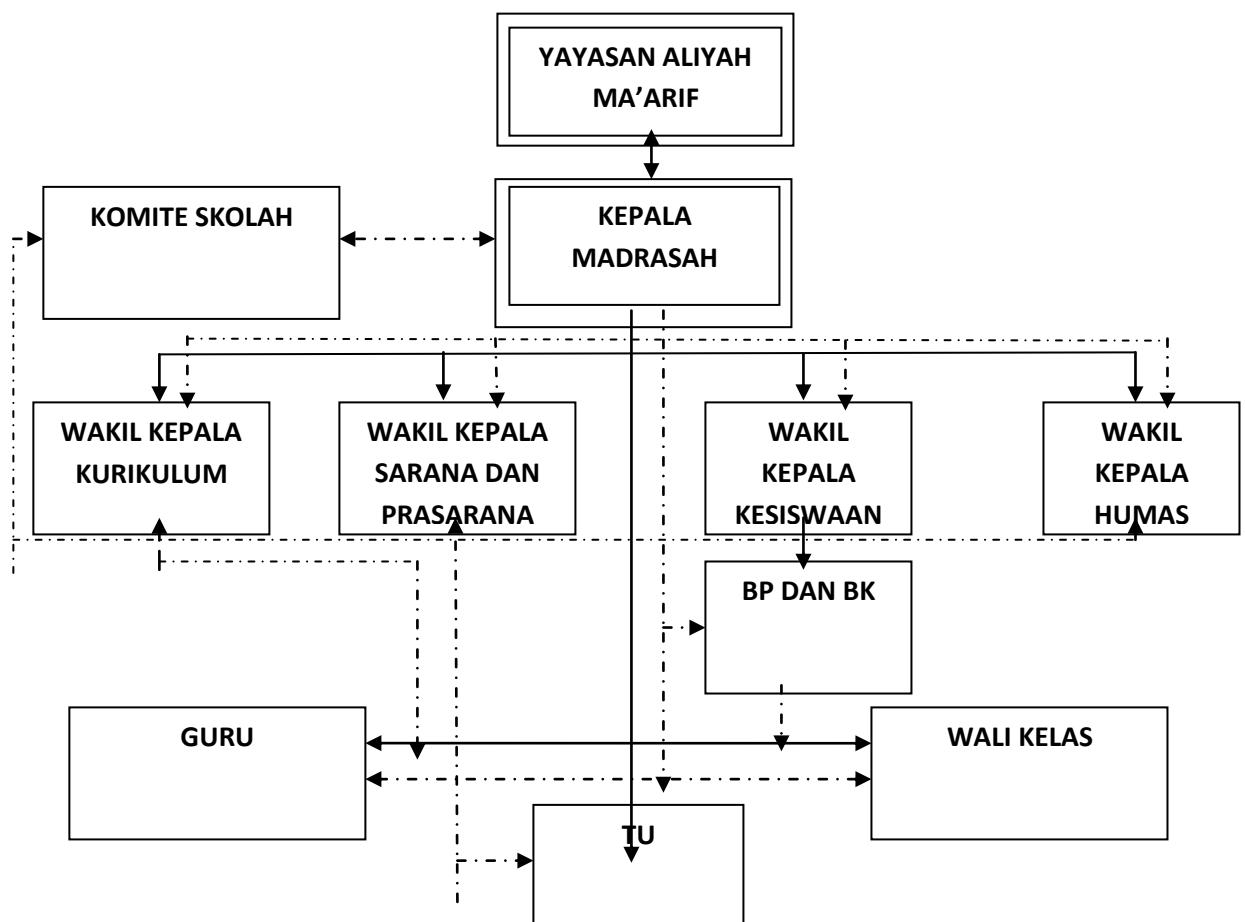 YAYASAN ALIYAH
MA’ARIF
KOMITE SKOLAH
KEPALA
MADRASAH
WAKIL KEPALA
KURIKULUM
WAKIL KEPALA
SARANA DAN
PRASARANA
WAKIL
KEPALA
KESISWAAN
WAKIL
KEPALA
HUMAS
BP DAN BK
GURU
WALI KELAS
TU